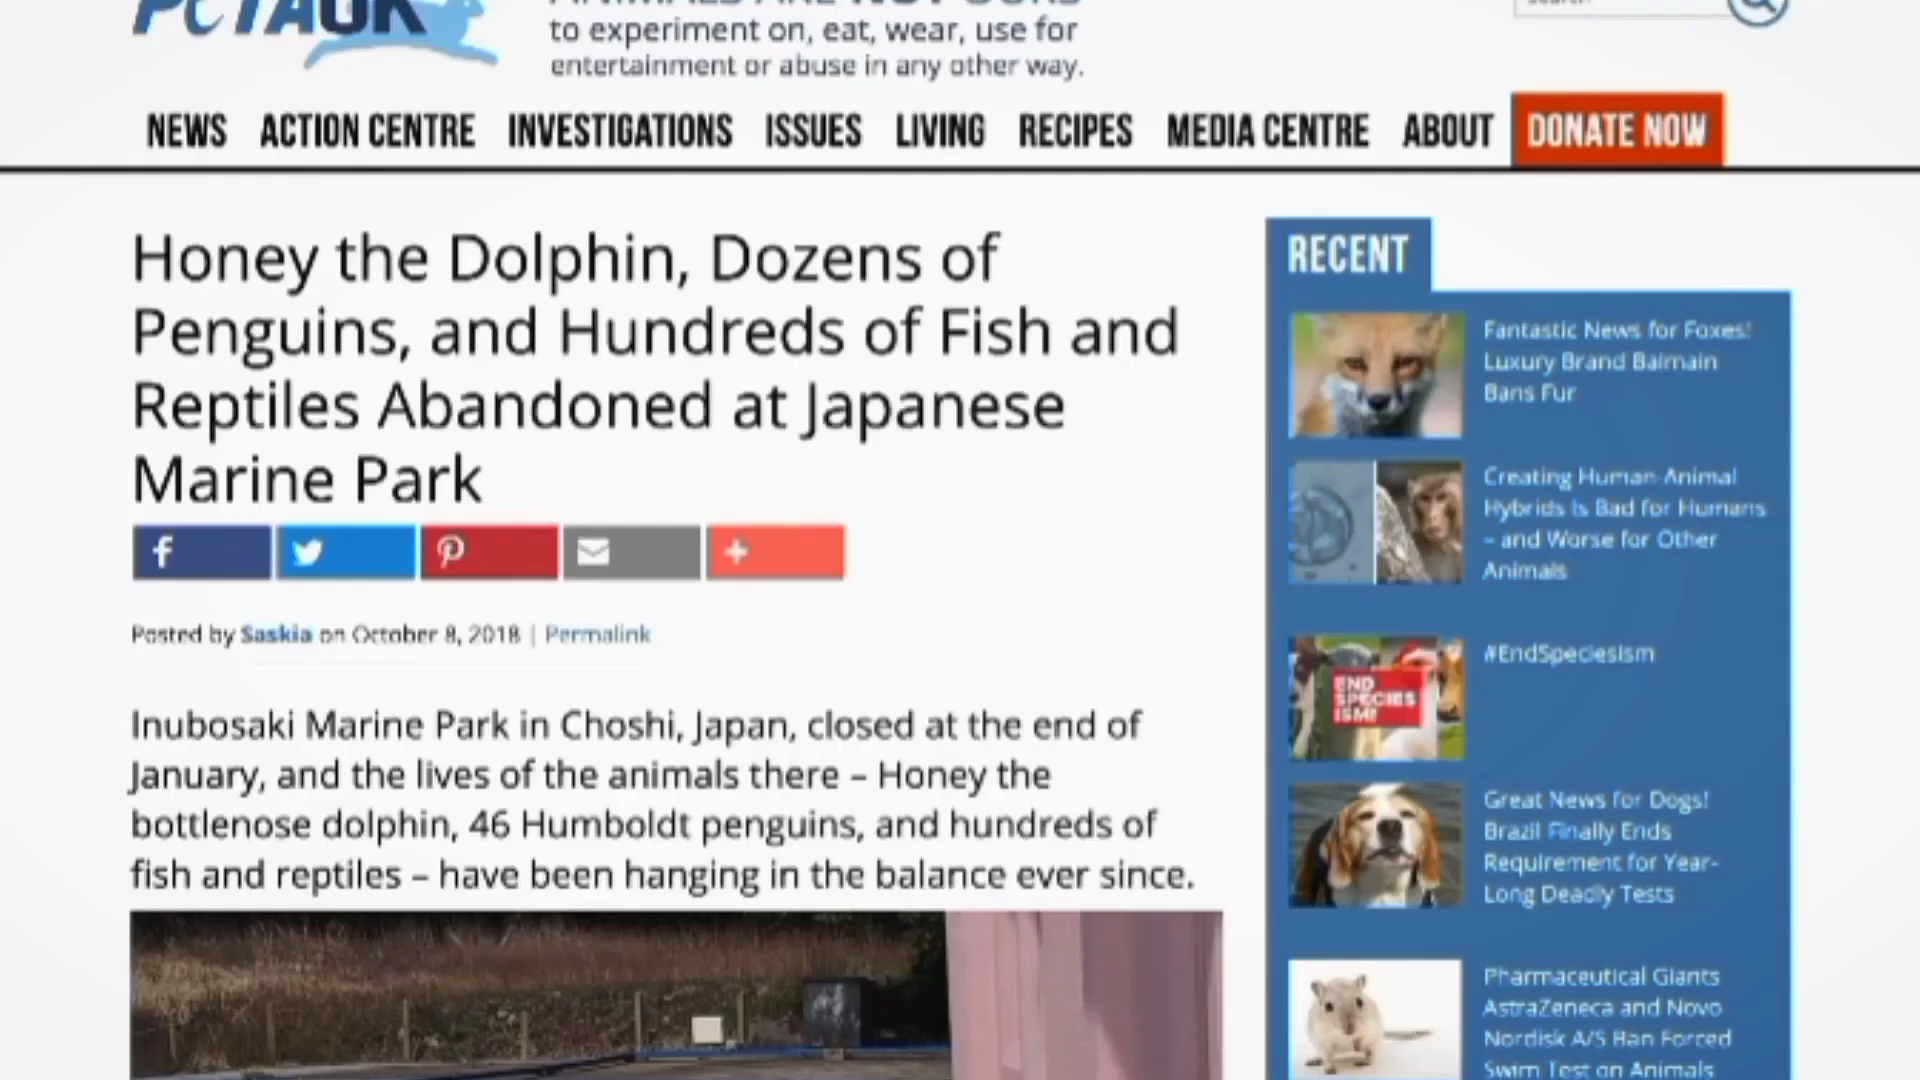 PeTA UK
to experiment on, eat, wear, use for
entertainment or abuse in any other way.
NEWS ACTION CENTRE INVESTIGATIONS ISSUES LIVING RECIPES MEDIA CENTRE ABOUT DONATE NOW
Honey the Dolphin, Dozens of
Penguins, and Hundreds of Fish and
Reptiles Abandoned at Japanese
Marine Park
Posted by Saskia on October 8, 2018 | Permalink
Inubosaki Marine Park in Choshi, Japan, closed at the end of
January, and the lives of the animals there – Honey the
bottlenose dolphin, 46 Humboldt penguins, and hundreds of
fish and reptiles – have been hanging in the balance ever since.
RECENT
Fantastic News for Foxes!
Luxury Brand Balmain
Bans Fur
Creating Human-Animal
Hybrids Is Bad for Humans
– and Worse for Other
Animals
END
SPECIES
ISM!
#EndSpeciesism
Great News for Dogs!
Brazil Finally Ends
Requirement for Year-
Long Deadly Tests
Pharmaceutical Giants
AstraZeneca and Novo
Nordisk A/S Ban Forced
Swim Test on Animals